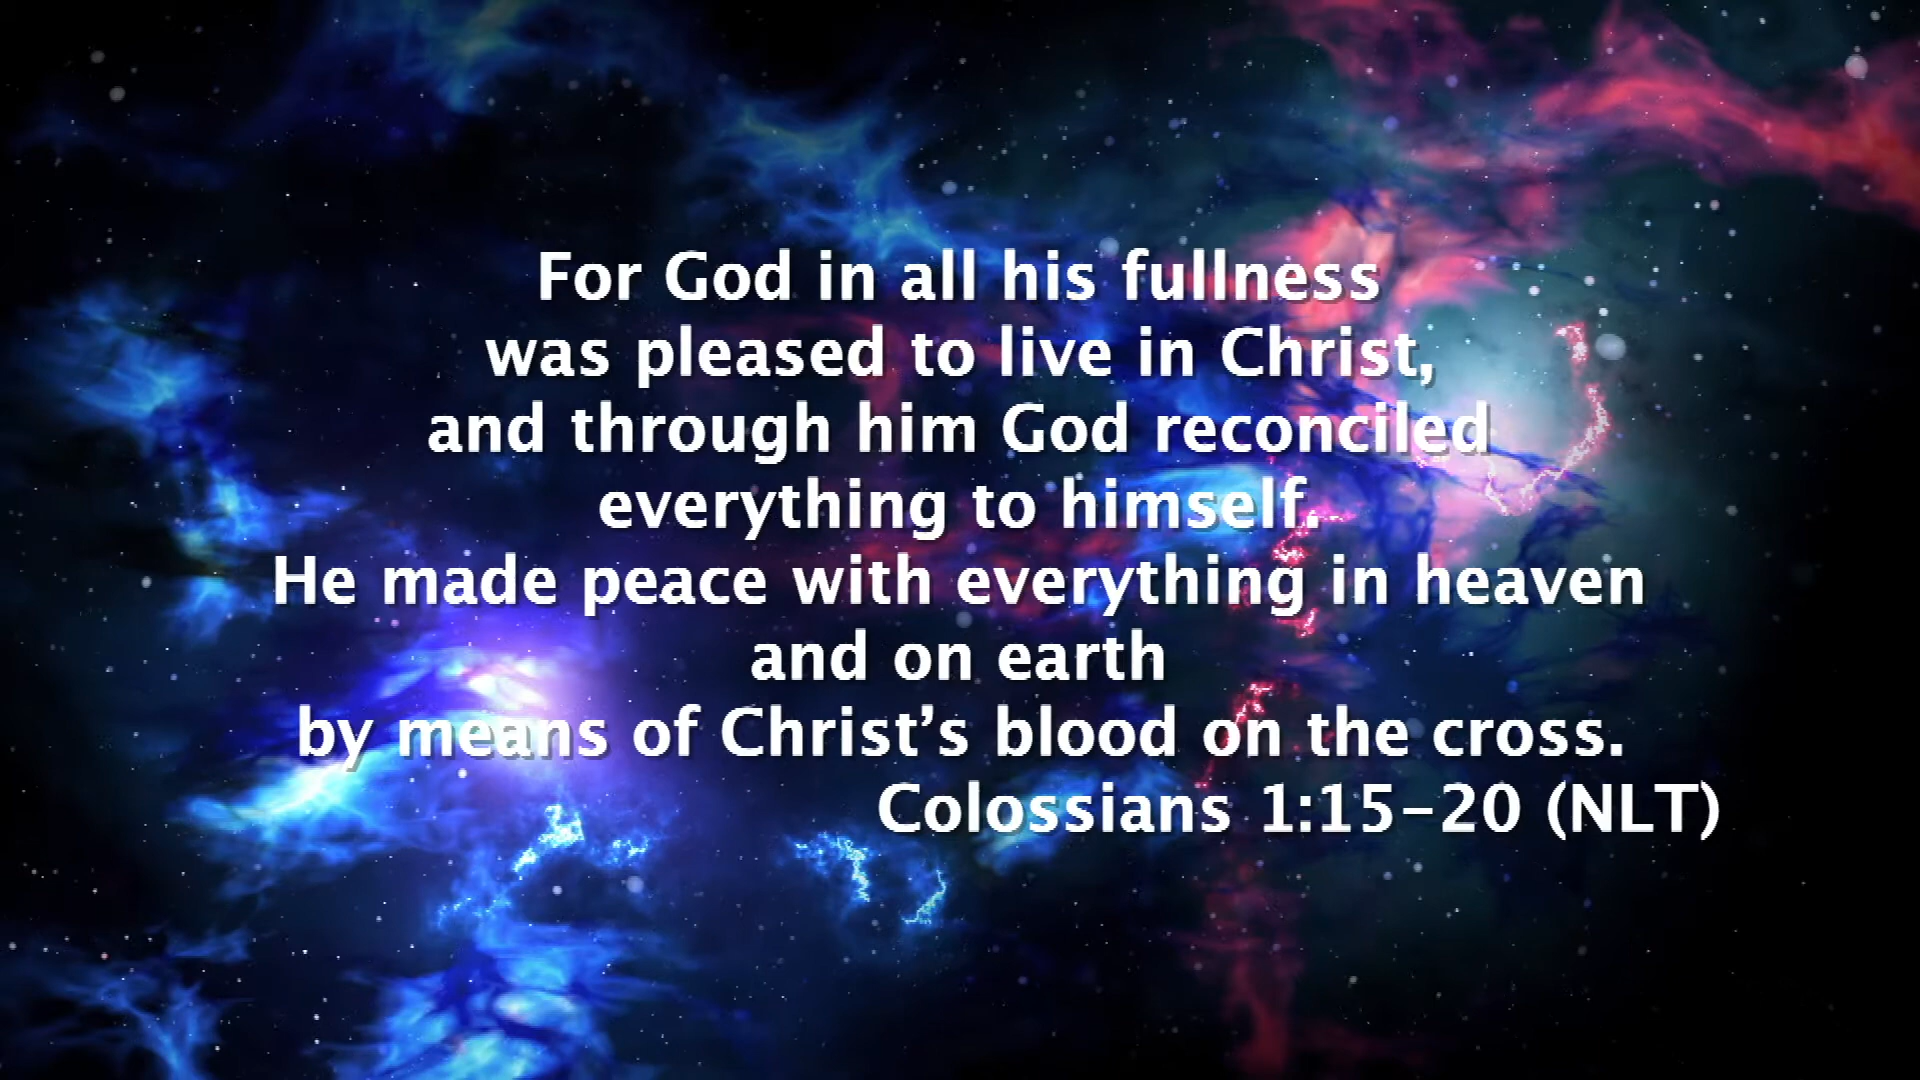 For God in all his fullness
was pleased to live in Christ,
and through him God reconciled
everything to himself.
He made peace with everything in heaven
and on earth
by means of Christ’s blood on the cross.
Colossians 1:15-20 (NLT)